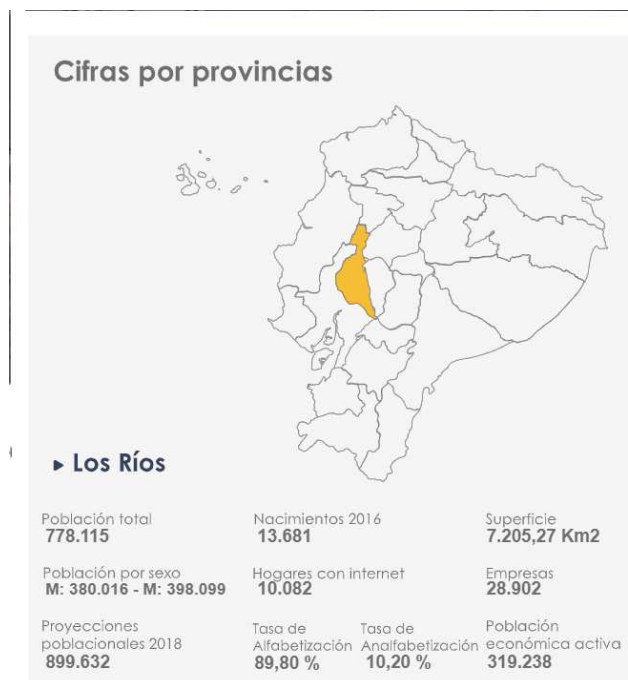 Cifras por provincias
▸ Los Ríos
Población total
778.115
Nacimientos 2016
13.681
Superficie
7.205,27 Km2
Población por sexo
M: 380.016 - M: 398.099
Hogares con internet
10.082
Empresas
28.902
Proyecciones
poblacionales 2018
899.632
Tasa de
Alfabetización
89,80 %
Tasa de
Analfabetización
10,20 %
Población
económica activa
319.238